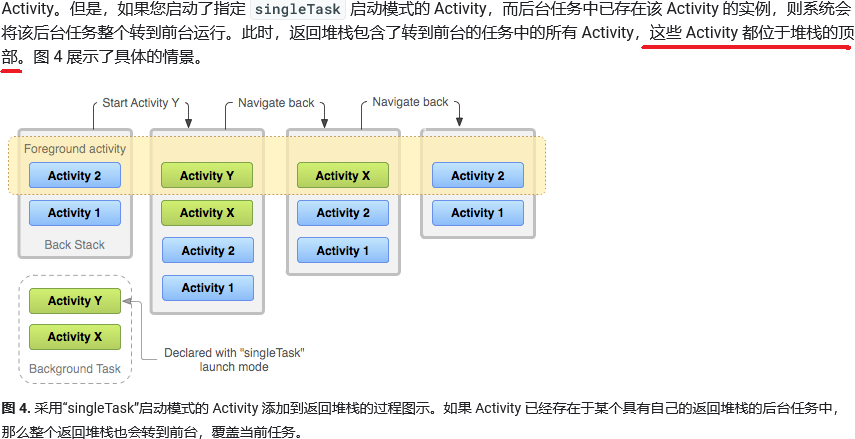 Activity。但是，如果您启动了指定 singleTask 启动模式的 Activity，而后台任务中已存在该 Activity 的实例，则系统会
将该后台任务整个转到前台运行。此时，返回堆栈包含了转到前台的任务中的所有 Activity，这些 Activity 都位于堆栈的顶
部。图 4 展示了具体的情景。
Start Activity Y Navigate back Navigate back
Foreground activity
Activity 2 Activity Y Activity X Activity 2
Activity 1 Activity X Activity 2 Activity 1
Back Stack Activity 2 Activity 1
Activity 1
Activity Y
Activity X
Background Task
Declared with "singleTask"
launch mode
图 4. 采用“singleTask”启动模式的 Activity 添加到返回堆栈的过程图示。如果 Activity 已经存在于某个具有自己的返回堆栈的后台任务中，
那么整个返回堆栈也会转到前台，覆盖当前任务。